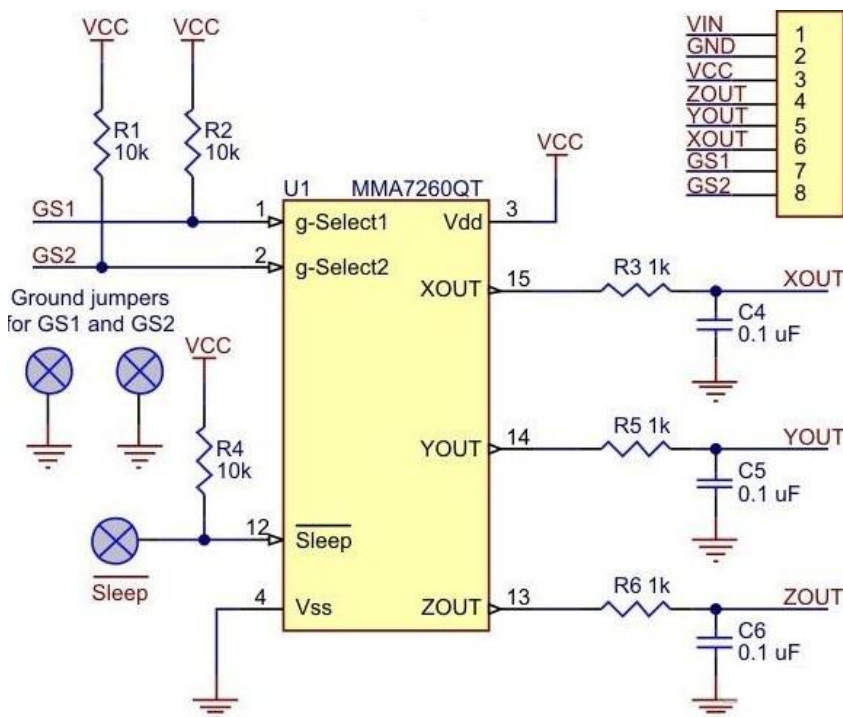 VCC
VCC
VIN
1
GND
2
VCC
3
ZOUT
4
YOUT
5
XOUT
6
GS1
7
GS2
8
R1
10k
R2
10k
VCC
U1 MMA7260QT
GS1
1
g-Select1
Vdd
3
GS2
2
g-Select2
XOUT
15
R3 1k
XOUT
C4
0.1 uF
Ground jumpers
for GS1 and GS2
VCC
R4
10k
YOUT
14
R5 1k
YOUT
C5
0.1 uF
12
Sleep
Sleep
4
Vss
ZOUT
13
R6 1k
ZOUT
C6
0.1 uF